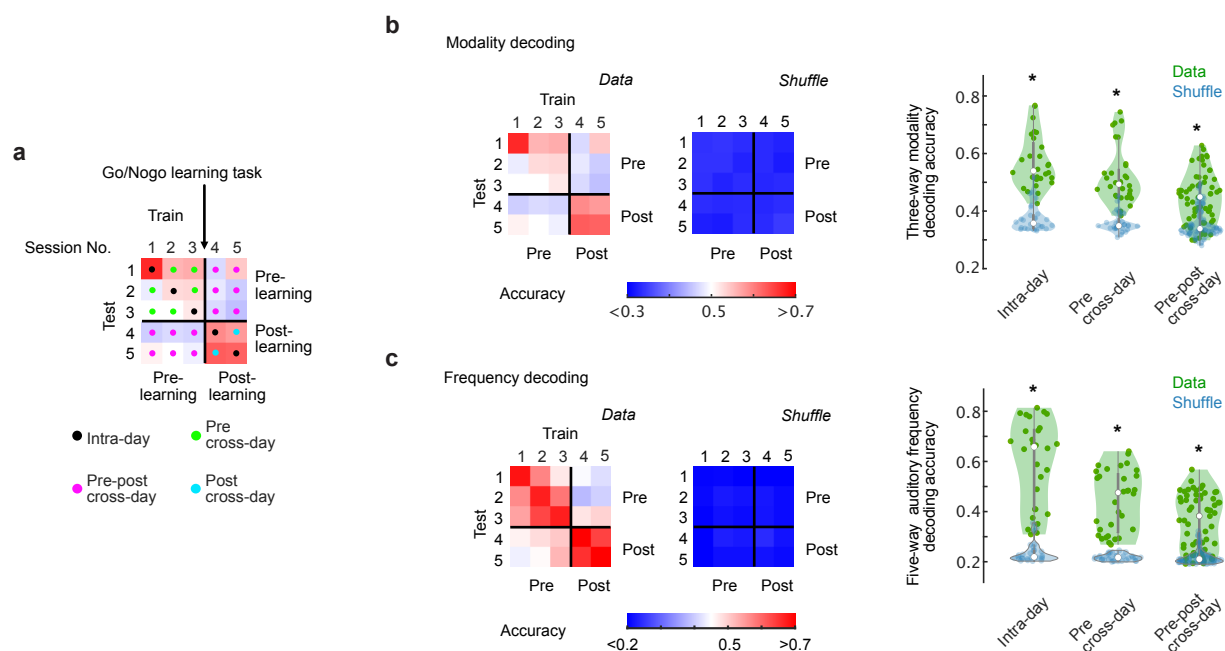 a
Go/Nogo learning task
Train
Session No.
1 2 3 4 5
Test
1
2
3
4
5
Pre-
learning
Post-
learning
Pre-
learning
Post-
learning
Intra-day
Pre
cross-day
Pre-post
cross-day
Post
cross-day
b
Modality decoding
Data
Shuffle
Train
1 2 3 4 5
1 2 3 4 5
Test
1
2
3
4
5
Pre
Post
Pre Post
1
2
3
4
5
Pre
Post
Pre Post
Accuracy
<0.3 0.5 >0.7
Three-way modality
decoding accuracy
0.8
0.6
0.4
0.2
Data
Shuffle
*
*
*
Intra-day
Pre
cross-day
Pre-post
cross-day
c
Frequency decoding
Data
Shuffle
Train
1 2 3 4 5
1 2 3 4 5
Test
1
2
3
4
5
Pre
Post
Pre Post
1
2
3
4
5
Pre
Post
Pre Post
Accuracy
<0.2 0.5 >0.7
Five-way auditory frequency
decoding accuracy
0.8
0.6
0.4
0.2
Data
Shuffle
*
*
*
Intra-day
Pre
cross-day
Pre-post
cross-day